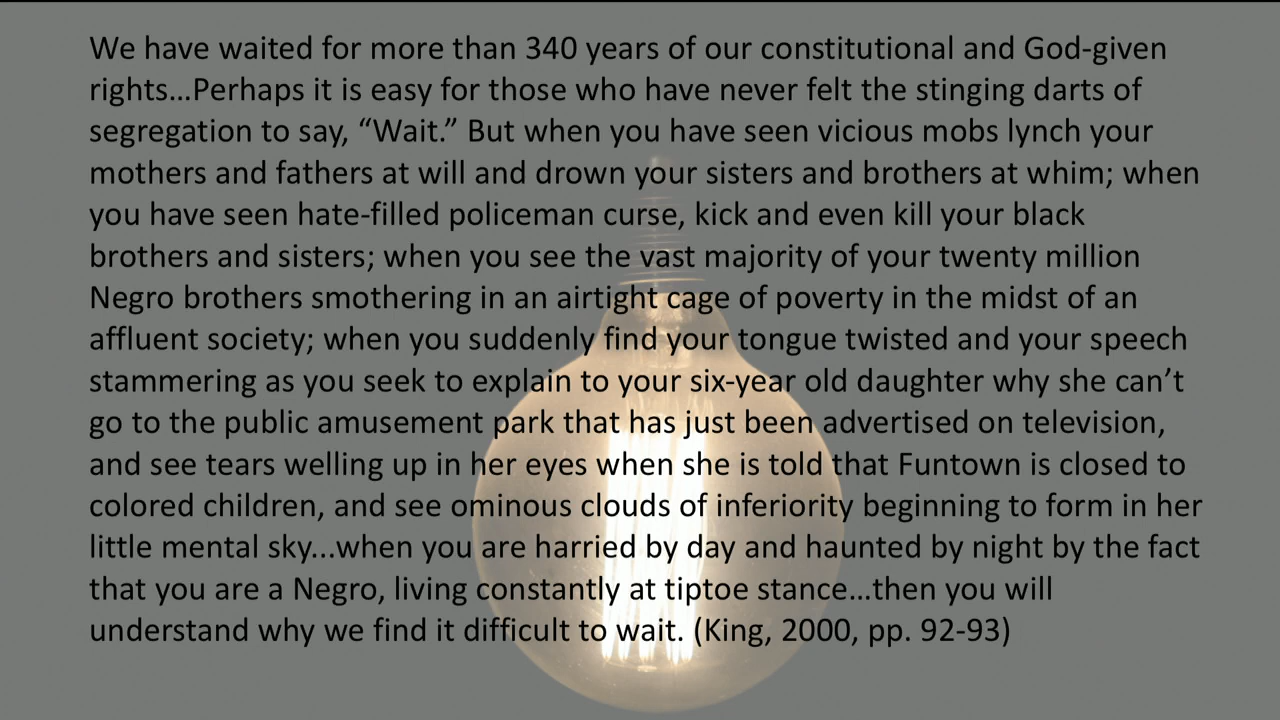 We have waited for more than 340 years of our constitutional and God-given
rights…Perhaps it is easy for those who have never felt the stinging darts of
segregation to say, “Wait.” But when you have seen vicious mobs lynch your
mothers and fathers at will and drown your sisters and brothers at whim; when
you have seen hate-filled policeman curse, kick and even kill your black
brothers and sisters; when you see the vast majority of your twenty million
Negro brothers smothering in an airtight cage of poverty in the midst of an
affluent society; when you suddenly find your tongue twisted and your speech
stammering as you seek to explain to your six-year old daughter why she can’t
go to the public amusement park that has just been advertised on television,
and see tears welling up in her eyes when she is told that Funtown is closed to
colored children, and see ominous clouds of inferiority beginning to form in her
little mental sky...when you are harried by day and haunted by night by the fact
that you are a Negro, living constantly at tiptoe stance…then you will
understand why we find it difficult to wait. (King, 2000, pp. 92-93)